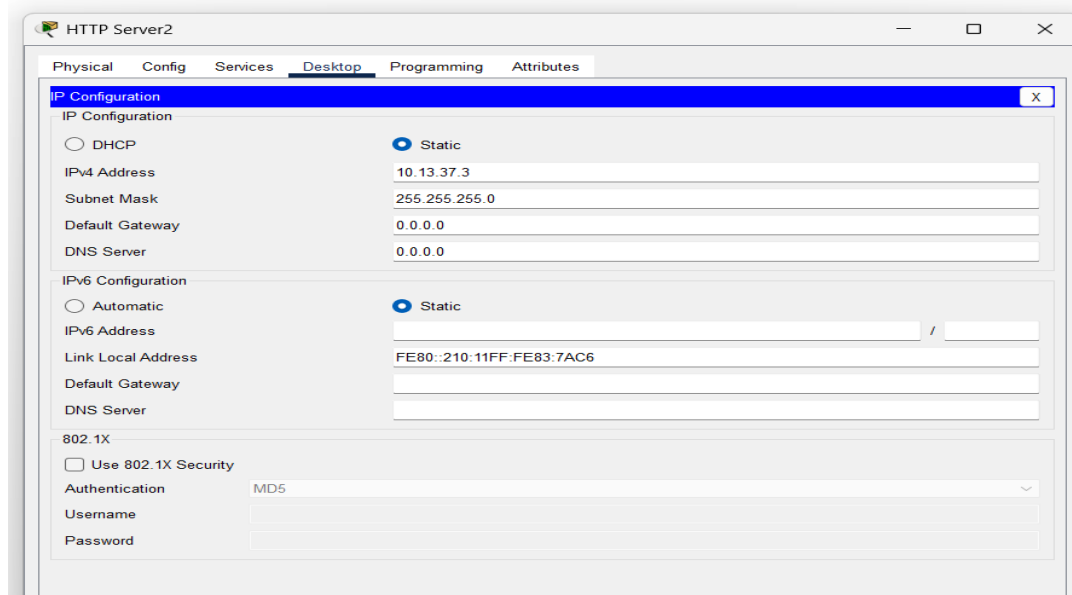 HTTP Server2
Physical Config Services Desktop Programming Attributes
IP Configuration X
IP Configuration
DHCP Static
IPv4 Address 10.13.37.3
Subnet Mask 255.255.255.0
Default Gateway 0.0.0.0
DNS Server 0.0.0.0
IPv6 Configuration
Automatic Static
IPv6 Address /
Link Local Address FE80::210:11FF:FE83:7AC6
Default Gateway
DNS Server
802.1X
Use 802.1X Security
Authentication MD5
Username
Password